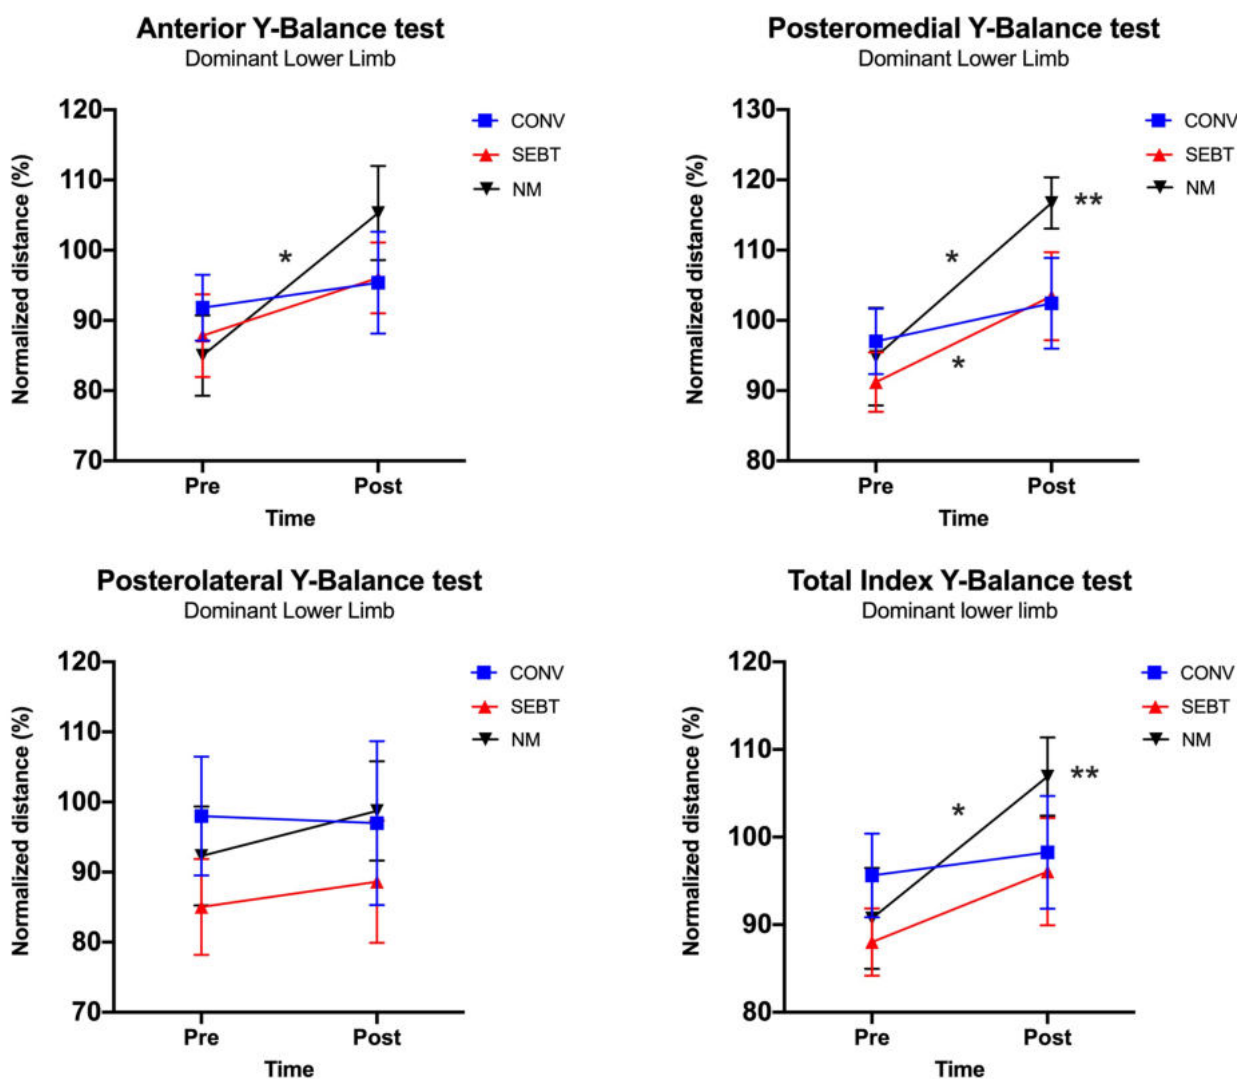 Anterior Y-Balance test
Dominant Lower Limb
Normalized distance (%)
120
110
100
90
80
70
Pre
Post
Time
CONV
SEBT
NM
*
Posteromedial Y-Balance test
Dominant Lower Limb
Normalized distance (%)
130
120
110
100
90
80
Pre
Post
Time
CONV
SEBT
NM
**
*
*
Posterolateral Y-Balance test
Dominant Lower Limb
Normalized distance (%)
120
110
100
90
80
70
Pre
Post
Time
CONV
SEBT
NM
Total Index Y-Balance test
Dominant lower limb
Normalized distance (%)
120
110
100
90
80
Pre
Post
Time
CONV
SEBT
NM
**
*